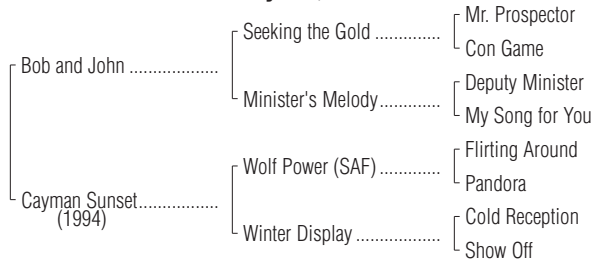 Mr. Prospector
Seeking the Gold ..............
Con Game
Bob and John ...................
Deputy Minister
Minister's Melody.............
My Song for You
Flirting Around
Wolf Power (SAF) .............
Pandora
Cayman Sunset.................
(1994)
Cold Reception
Winter Display ..................
Show Off